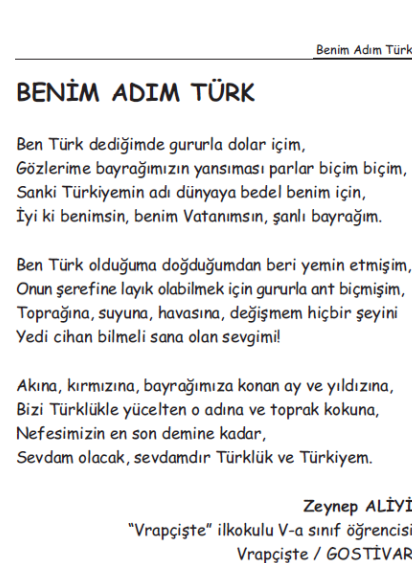 Benim Adım Türk
BENİM ADIM TÜRK
Ben Türk dediğimde gururla dolar içim,
Gözlerime bayrağımızın yansıması parlar biçim biçim,
Sanki Türkiyemin adı dünyaya bedel benim için,
İyi ki benimsin, benim Vatanımsın, şanlı bayrağım.
Ben Türk olduğuma doğduğumdan beri yemin etmişim,
Onun şerefine layık olabilmek için gururla ant biçmişim,
Toprağına, suyuna, havasına, değişmem hiçbir şeyini
Yedi cihan bilmeli sana olan sevgimi!
Akına, kırmızına, bayrağımıza konan ay ve yıldızına,
Bizi Türklükle yücelten o adına ve toprak kokuna,
Nefesimizin en son demine kadar,
Sevdam olacak, sevdamdır Türklük ve Türkiyem.
Zeynep ALİYİ
“Vrapçişte” ilkokulu V-a sınıf öğrencisi
Vrapçişte / GOSTİVAR